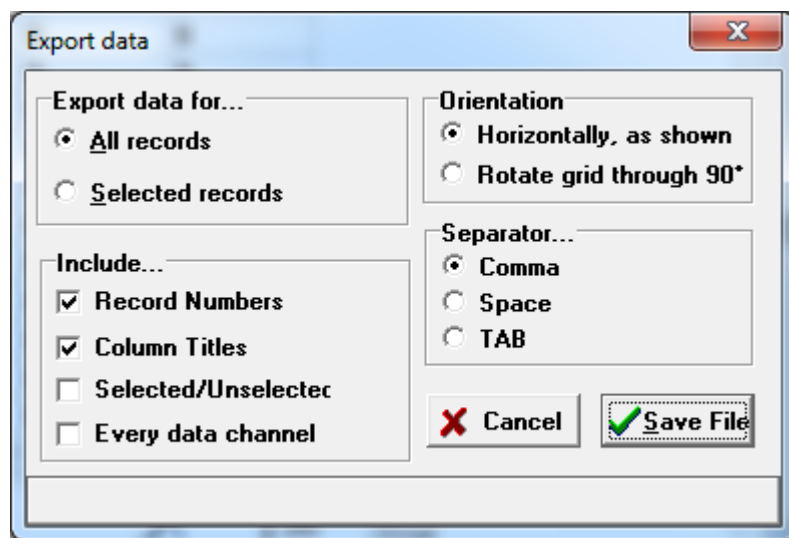 Export data
Export data for...
All records
Selected records
Include...
Record Numbers
Column Titles
Selected/Unselectec
Every data channel
Orientation
Horizontally, as shown
Rotate grid through 90°
Separator...
Comma
Space
TAB
Cancel
Save File